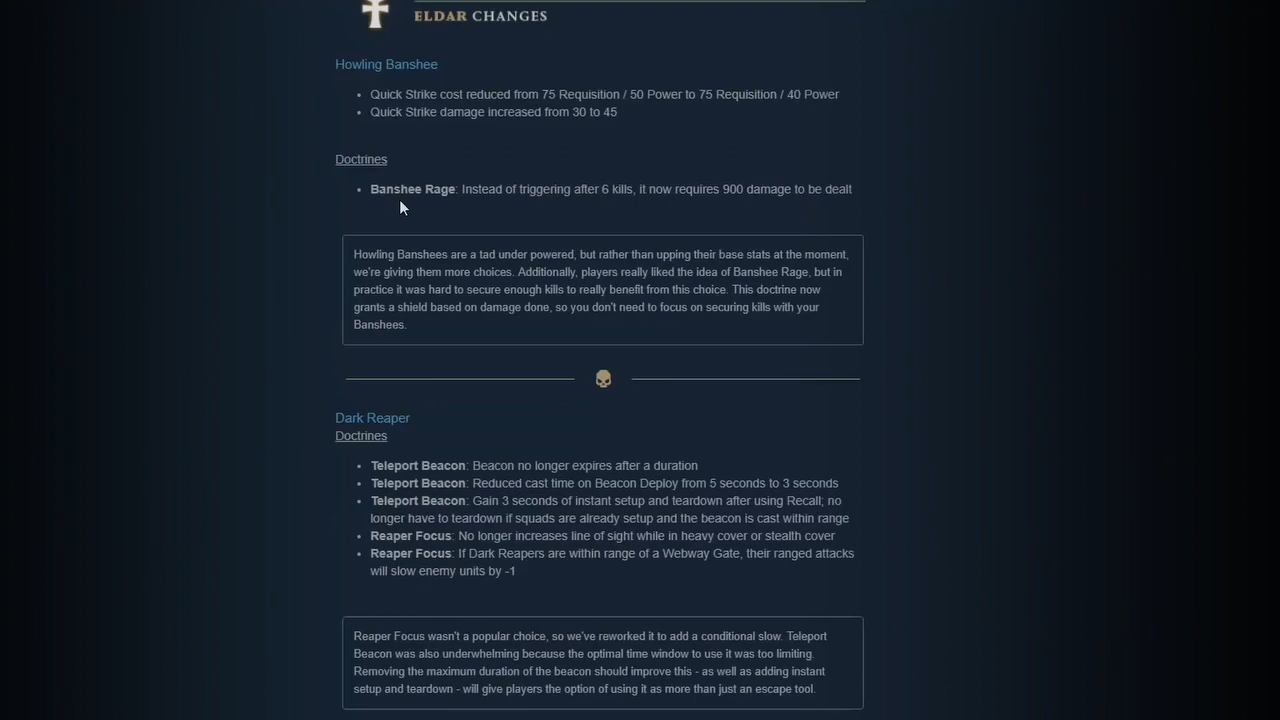 ELDAR CHANGES
Howling Banshee
• Quick Strike cost reduced from 75 Requisition / 50 Power to 75 Requisition / 40 Power
• Quick Strike damage increased from 30 to 45
Doctrines
• Banshee Rage: Instead of triggering after 6 kills, it now requires 900 damage to be dealt
Howling Banshees are a tad under powered, but rather than upping their base stats at the moment,
we're giving them more choices. Additionally, players really liked the idea of Banshee Rage, but in
practice it was hard to secure enough kills to really benefit from this choice. This doctrine now
grants a shield based on damage done, so you don't need to focus on securing kills with your
Banshees.
Dark Reaper
Doctrines
• Teleport Beacon: Beacon no longer expires after a duration
• Teleport Beacon: Reduced cast time on Beacon Deploy from 5 seconds to 3 seconds
• Teleport Beacon: Gain 3 seconds of instant setup and teardown after using Recall; no
longer have to teardown if squads are already setup and the beacon is cast within range
• Reaper Focus: No longer increases line of sight while in heavy cover or stealth cover
• Reaper Focus: If Dark Reapers are within range of a Webway Gate, their ranged attacks
will slow enemy units by -1
Reaper Focus wasn't a popular choice, so we've reworked it to add a conditional slow. Teleport
Beacon was also underwhelming because the optimal time window to use it was too limiting.
Removing the maximum duration of the beacon should improve this - as well as adding instant
setup and teardown - will give players the option of using it as more than just an escape tool.